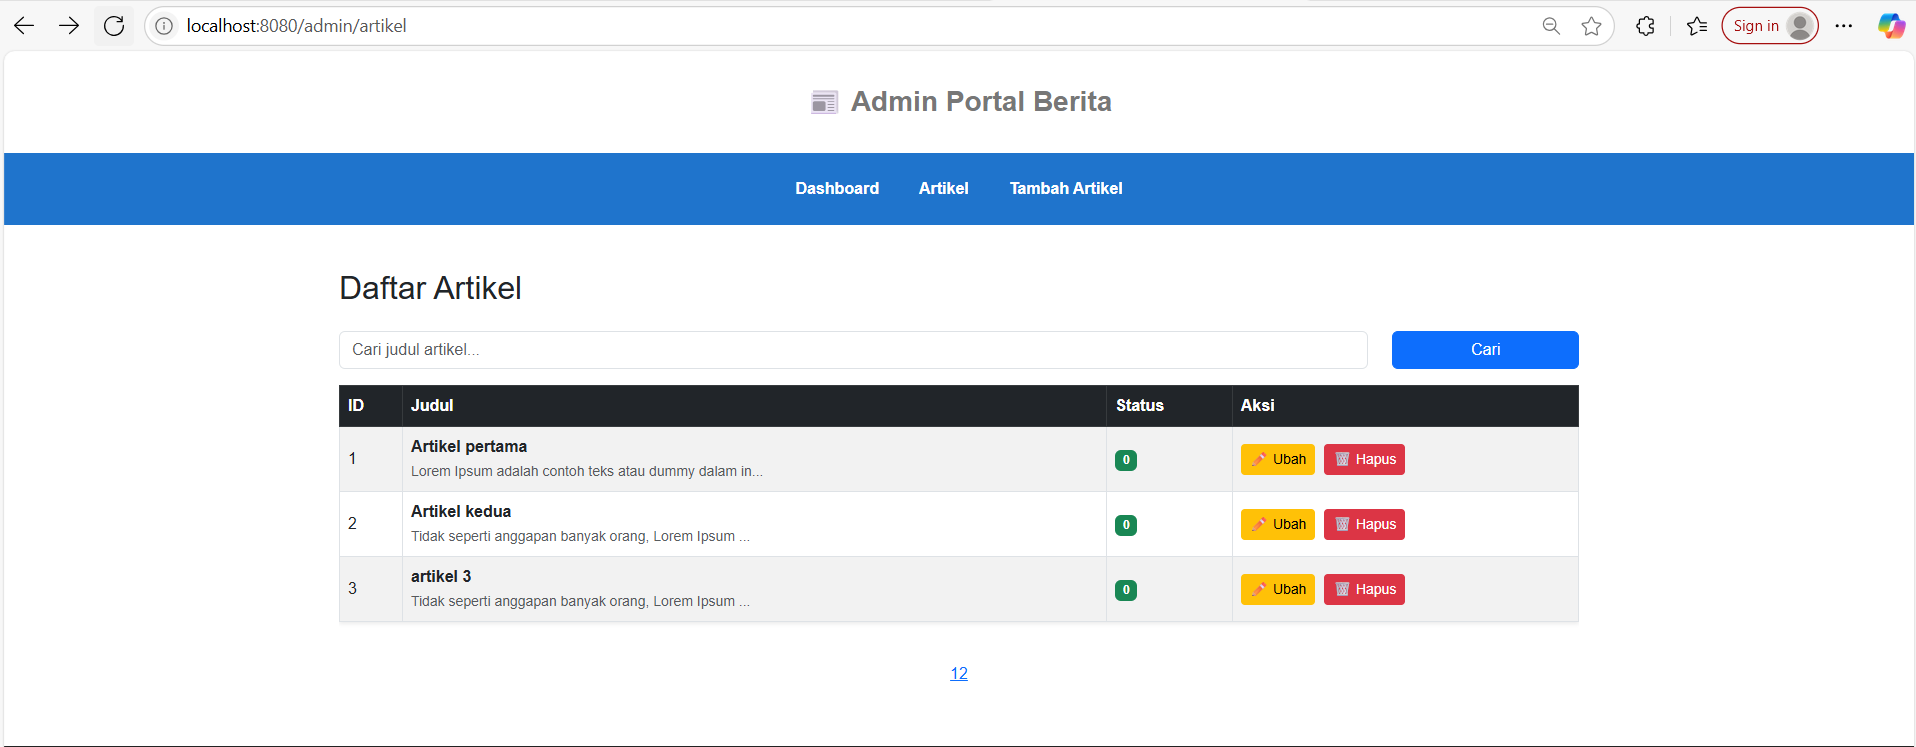 localhost:8080/admin/artikel
Sign in
Admin Portal Berita
Dashboard Artikel Tambah Artikel
Daftar Artikel
Cari judul artikel... Cari
ID Judul Status Aksi
1 Artikel pertama 0 Ubah Hapus
Lorem Ipsum adalah contoh teks atau dummy dalam in...
2 Artikel kedua 0 Ubah Hapus
Tidak seperti anggapan banyak orang, Lorem Ipsum ...
3 artikel 3 0 Ubah Hapus
Tidak seperti anggapan banyak orang, Lorem Ipsum ...
12